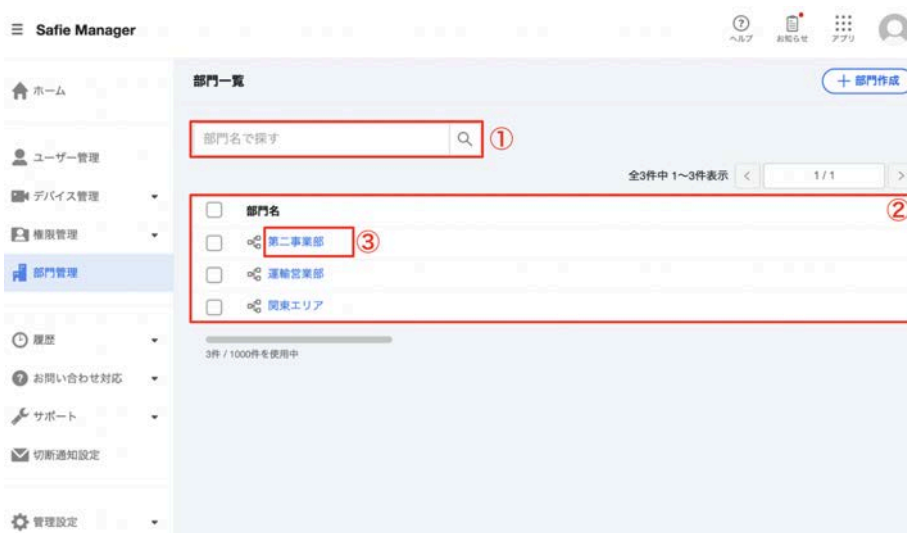 Safie Manager
ヘルプ
お知らせ
アプリ
ホーム
ユーザー管理
デバイス管理
権限管理
部門管理
履歴
お問い合わせ対応
サポート
切断通知設定
管理設定
部門一覧
＋ 部門作成
部門名で探す
①
全3件中 1〜3件表示 < 1 / 1 >
部門名
②
第二事業部 ③
運輸営業部
関東エリア
3件 / 1000件を使用中